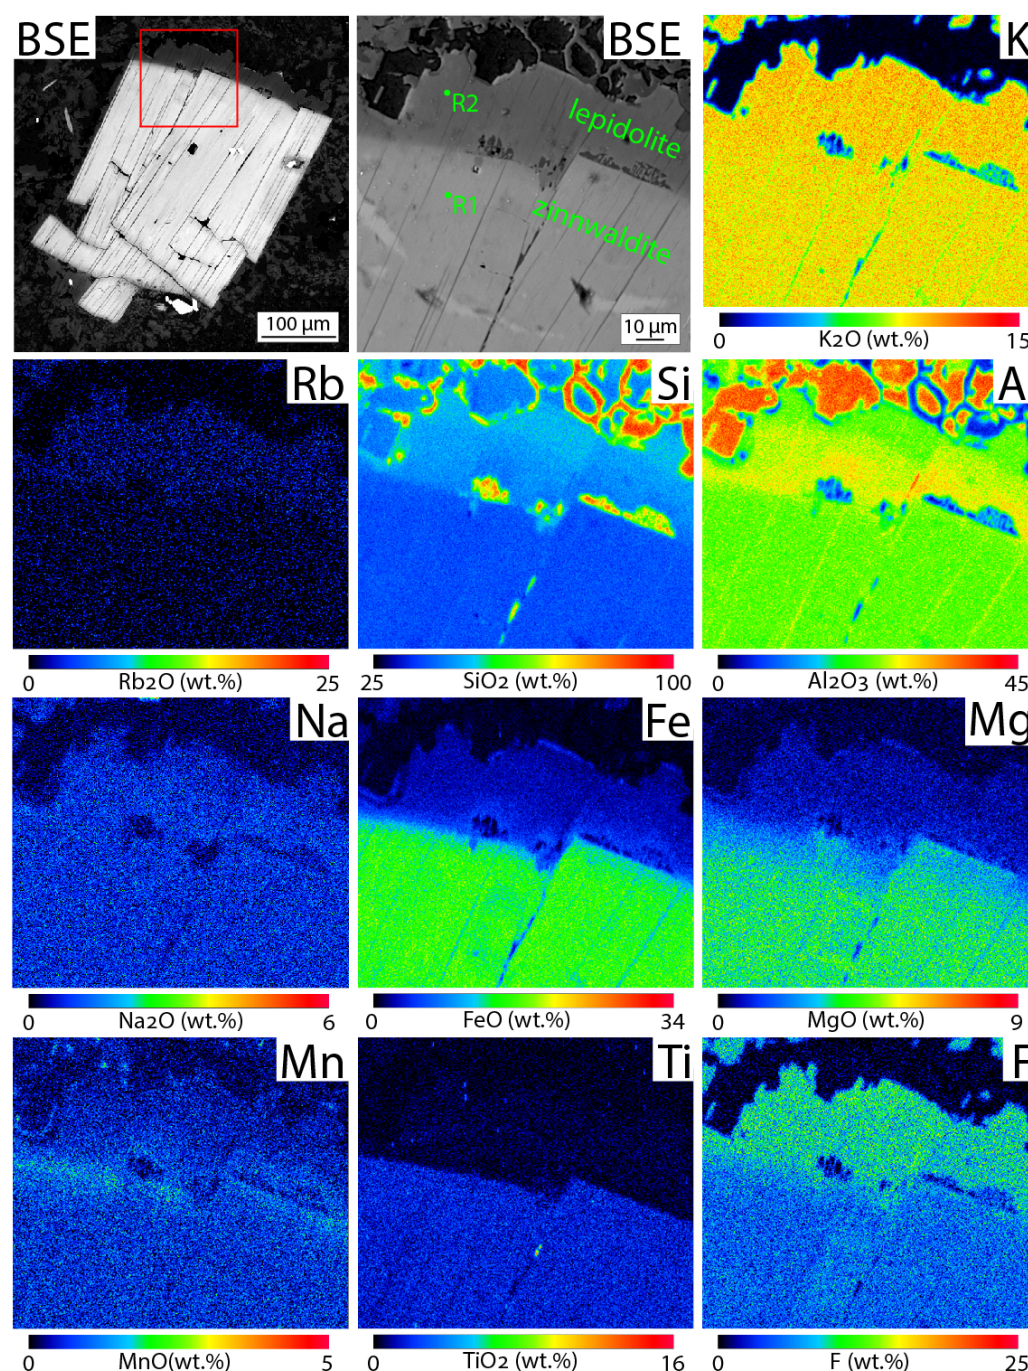 BSE
100 µm
BSE
R2
lepidolite
R1
zinnwaldite
10 µm
K
0 K2O (wt.%) 15
Rb
0 Rb2O (wt.%) 25
Si
25 SiO2 (wt.%) 100
A
0 Al2O3 (wt.%) 45
Na
0 Na2O (wt.%) 6
Fe
0 FeO (wt.%) 34
Mg
0 MgO (wt.%) 9
Mn
0 MnO(wt.%) 5
Ti
0 TiO2 (wt.%) 16
F
0 F (wt.%) 25